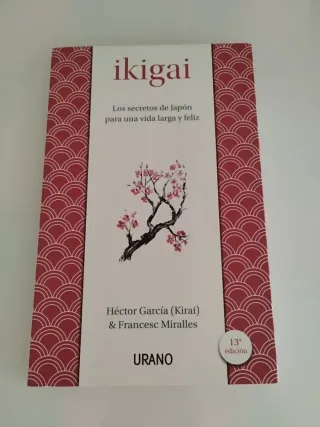 ikigai
Los secretos de Japón
para una vida larga y feliz
Héctor García (Kirai)
& Francesc Miralles
13ª
edición
URANO